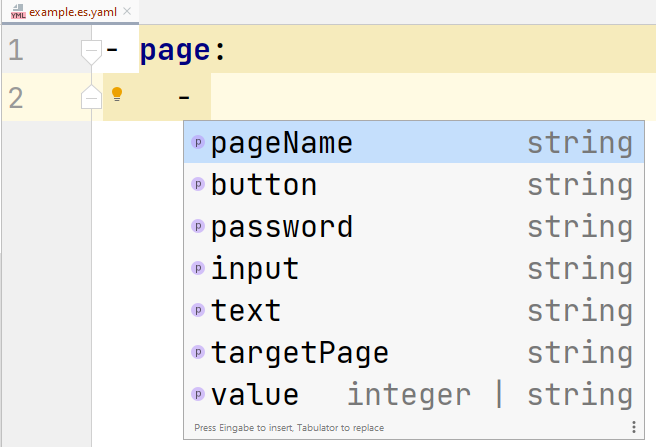 YML example.es.yaml
1 - page:
2 -
p pageName string
p button string
p password string
p input string
p text string
p targetPage string
p value integer | string
Press Eingabe to insert, Tabulator to replace